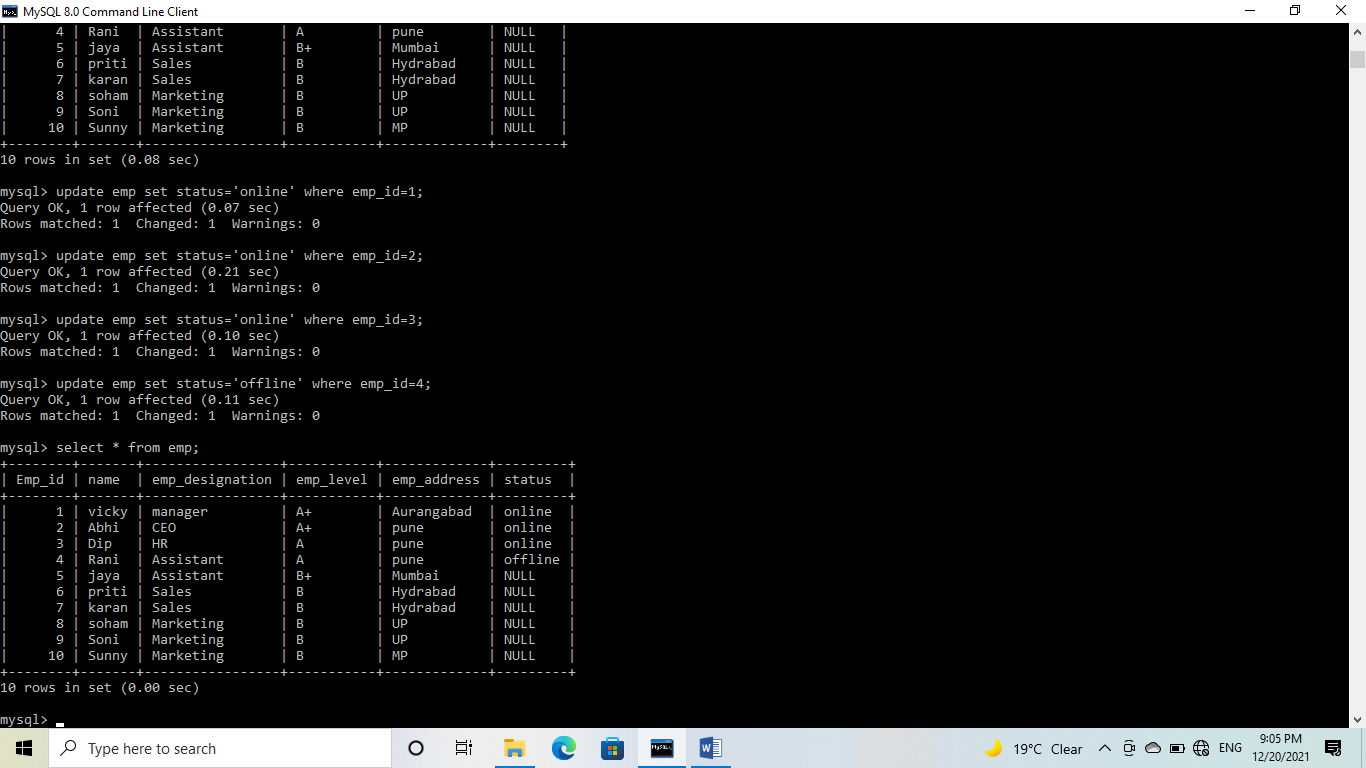 MySQL 8.0 Command Line Client
|      4 | Rani  | Assistant       | A         | pune        | NULL   |
|      5 | jaya  | Assistant       | B+        | Mumbai      | NULL   |
|      6 | priti | Sales           | B         | Hydrabad    | NULL   |
|      7 | karan | Sales           | B         | Hydrabad    | NULL   |
|      8 | soham | Marketing       | B         | UP          | NULL   |
|      9 | Soni  | Marketing       | B         | UP          | NULL   |
|     10 | Sunny | Marketing       | B         | MP          | NULL   |
+--------+-------+-----------------+-----------+-------------+--------+
10 rows in set (0.08 sec)
mysql> update emp set status='online' where emp_id=1;
Query OK, 1 row affected (0.07 sec)
Rows matched: 1  Changed: 1  Warnings: 0
mysql> update emp set status='online' where emp_id=2;
Query OK, 1 row affected (0.21 sec)
Rows matched: 1  Changed: 1  Warnings: 0
mysql> update emp set status='online' where emp_id=3;
Query OK, 1 row affected (0.10 sec)
Rows matched: 1  Changed: 1  Warnings: 0
mysql> update emp set status='offline' where emp_id=4;
Query OK, 1 row affected (0.11 sec)
Rows matched: 1  Changed: 1  Warnings: 0
mysql> select * from emp;
+--------+-------+-----------------+-----------+-------------+---------+
| Emp_id | name  | emp_designation | emp_level | emp_address | status  |
+--------+-------+-----------------+-----------+-------------+---------+
|      1 | vicky | manager         | A+        | Aurangabad  | online  |
|      2 | Abhi  | CEO             | A+        | pune        | online  |
|      3 | Dip   | HR              | A         | pune        | online  |
|      4 | Rani  | Assistant       | A         | pune        | offline |
|      5 | jaya  | Assistant       | B+        | Mumbai      | NULL    |
|      6 | priti | Sales           | B         | Hydrabad    | NULL    |
|      7 | karan | Sales           | B         | Hydrabad    | NULL    |
|      8 | soham | Marketing       | B         | UP          | NULL    |
|      9 | Soni  | Marketing       | B         | UP          | NULL    |
|     10 | Sunny | Marketing       | B         | MP          | NULL    |
+--------+-------+-----------------+-----------+-------------+---------+
10 rows in set (0.00 sec)
mysql> _
Type here to search
19°C Clear
ENG
9:05 PM
12/20/2021